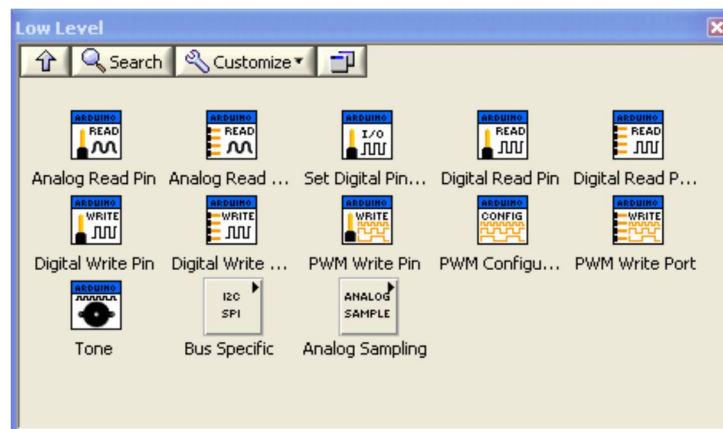 Low Level
Search Customize
ARDUINO ARDUINO ARDUINO ARDUINO ARDUINO
READ READ I/O READ READ
Analog Read Pin Analog Read ... Set Digital Pin... Digital Read Pin Digital Read P...
ARDUINO ARDUINO ARDUINO ARDUINO ARDUINO
WRITE WRITE WRITE CONFIG WRITE
Digital Write Pin Digital Write ... PWM Write Pin PWM Configu... PWM Write Port
ARDUINO I2C ANALOG
SPI SAMPLE
Tone Bus Specific Analog Sampling